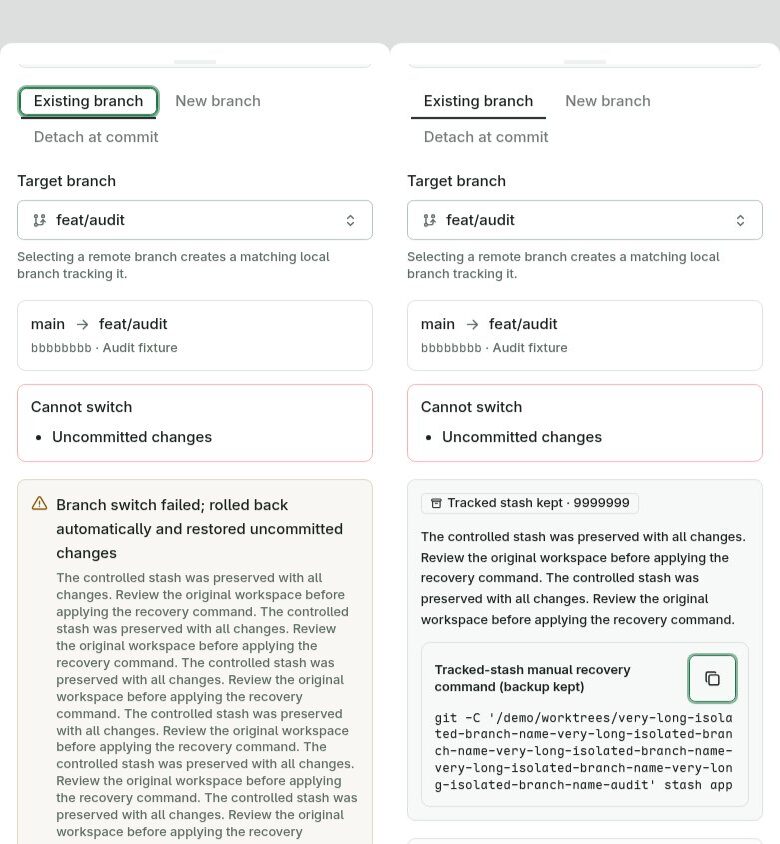 Existing branch
New branch
Detach at commit
Target branch
feat/audit
Selecting a remote branch creates a matching local
branch tracking it.
main → feat/audit
bbbbbbbb · Audit fixture
Cannot switch
• Uncommitted changes
Branch switch failed; rolled back
automatically and restored uncommitted
changes
The controlled stash was preserved with all
changes. Review the original workspace before
applying the recovery command. The controlled
stash was preserved with all changes. Review
the original workspace before applying the
recovery command. The controlled stash was
preserved with all changes. Review the original
workspace before applying the recovery
command. The controlled stash was preserved
with all changes. Review the original workspace
before applying the recovery command. The
controlled stash was preserved with all changes.
Review the original workspace before applying
the recovery command. The controlled stash was
preserved with all changes. Review the original
workspace before applying the recovery
Existing branch
New branch
Detach at commit
Target branch
feat/audit
Selecting a remote branch creates a matching local
branch tracking it.
main → feat/audit
bbbbbbbb · Audit fixture
Cannot switch
• Uncommitted changes
Tracked stash kept · 9999999
The controlled stash was preserved with all changes.
Review the original workspace before applying the
recovery command. The controlled stash was
preserved with all changes. Review the original
workspace before applying the recovery command.
Tracked-stash manual recovery
command (backup kept)
git -C '/demo/worktrees/very-long-isola
ted-branch-name-very-long-isolated-bran
ch-name-very-long-isolated-branch-name-
very-long-isolated-branch-name-very-lon
g-isolated-branch-name-audit' stash app